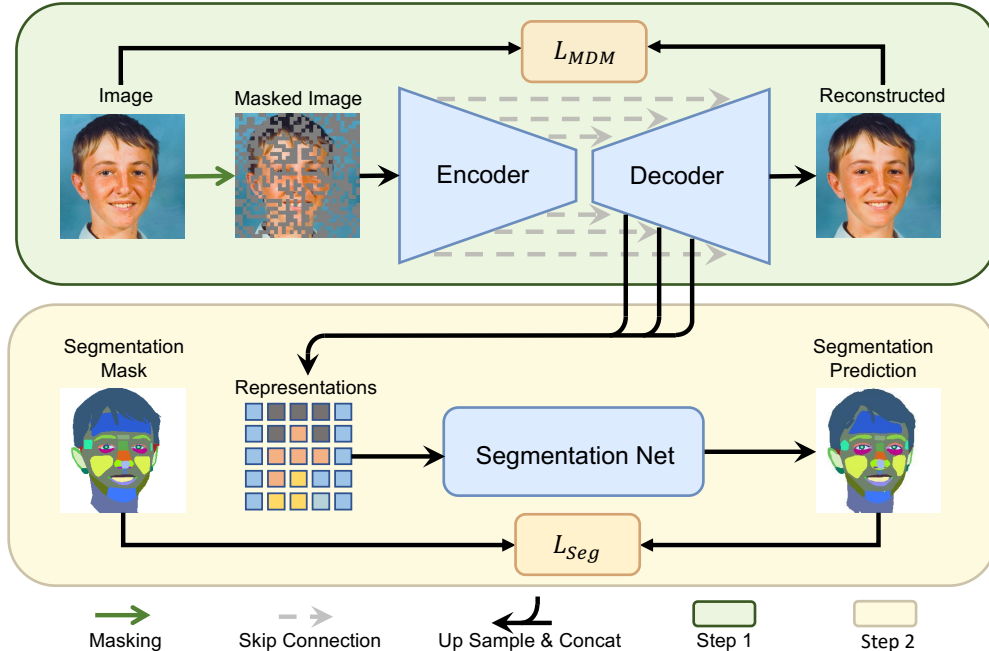 L_MDM
Image
Masked Image
Reconstructed
Encoder
Decoder
Segmentation
Mask
Segmentation
Prediction
Representations
Segmentation Net
L_Seg
Masking
Skip Connection
Up Sample & Concat
Step 1
Step 2